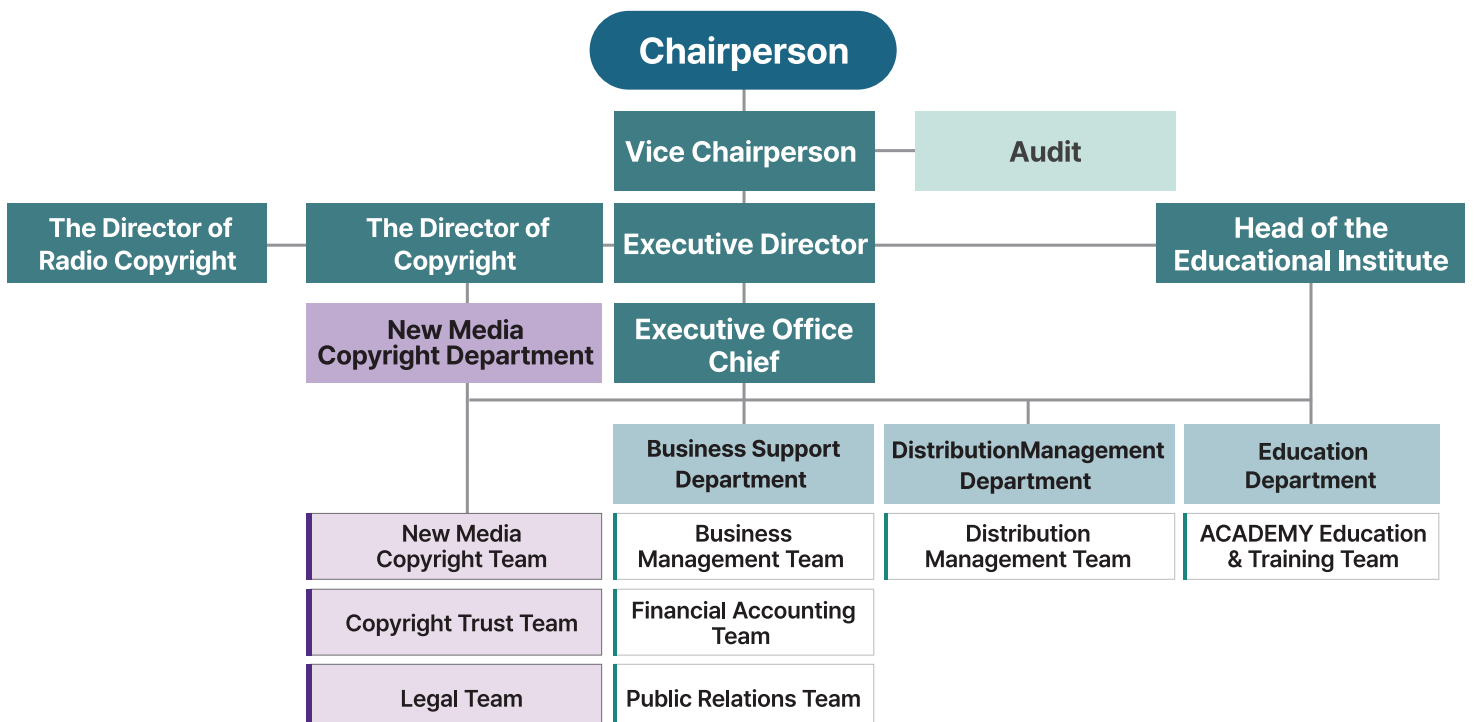 Chairperson
Vice Chairperson
Audit
The Director of
Radio Copyright
The Director of
Copyright
Executive Director
Head of the
Educational Institute
New Media
Copyright Department
Executive Office
Chief
Business Support
Department
DistributionManagement
Department
Education
Department
New Media
Copyright Team
Business
Management Team
Distribution
Management Team
ACADEMY Education
& Training Team
Copyright Trust Team
Financial Accounting
Team
Legal Team
Public Relations Team